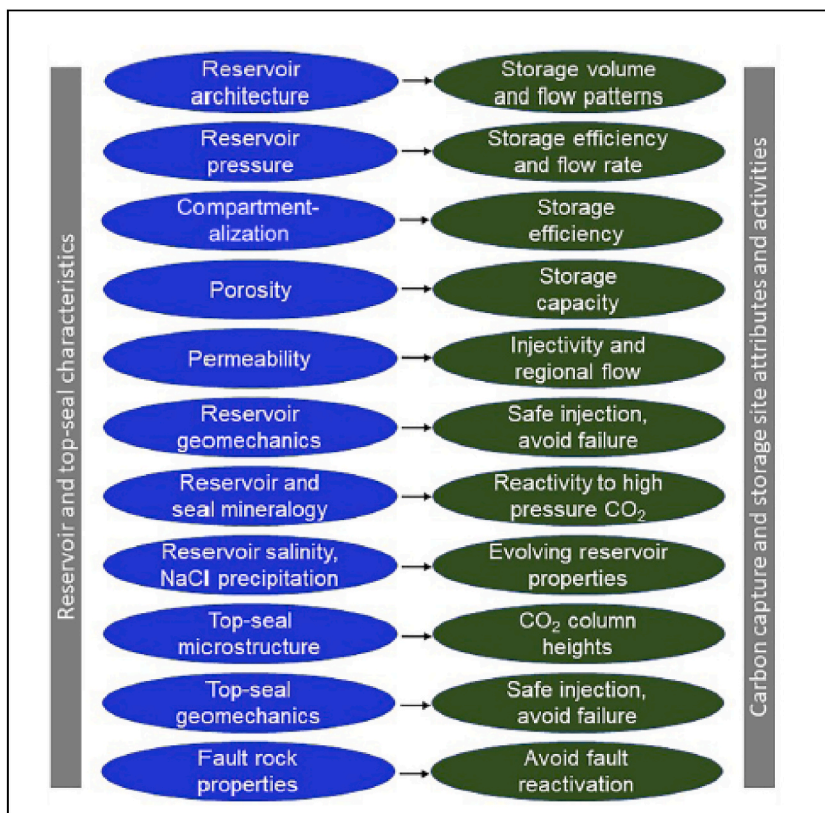 Reservoir and top-seal characteristics
Reservoir
architecture
Storage volume
and flow patterns
Reservoir
pressure
Storage efficiency
and flow rate
Compartment-
alization
Storage
efficiency
Porosity
Storage
capacity
Permeability
Injectivity and
regional flow
Reservoir
geomechanics
Safe injection,
avoid failure
Reservoir and
seal mineralogy
Reactivity to high
pressure CO₂
Reservoir salinity,
NaCl precipitation
Evolving reservoir
properties
Top-seal
microstructure
CO₂ column
heights
Top-seal
geomechanics
Safe injection,
avoid failure
Fault rock
properties
Avoid fault
reactivation
Carbon capture and storage site attributes and activities